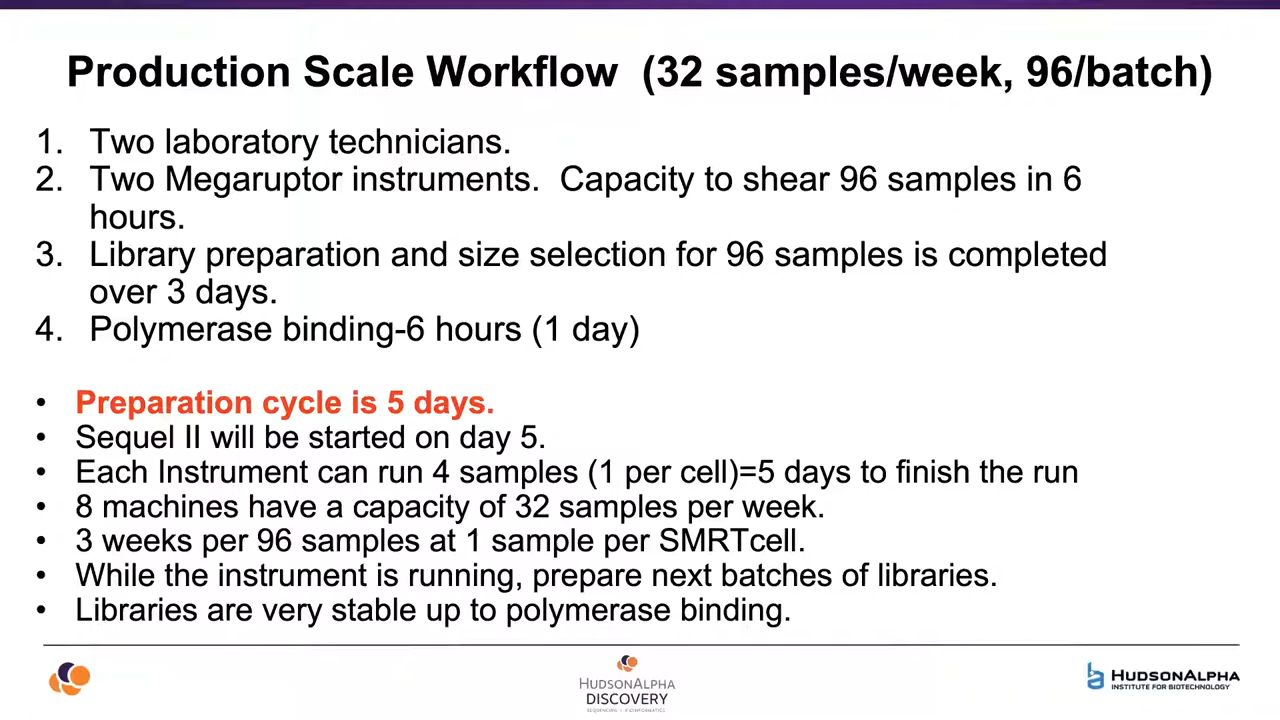 Production Scale Workflow (32 samples/week, 96/batch)
1. Two laboratory technicians.
2. Two Megaruptor instruments. Capacity to shear 96 samples in 6
hours.
3. Library preparation and size selection for 96 samples is completed
over 3 days.
4. Polymerase binding-6 hours (1 day)
• Preparation cycle is 5 days.
• Sequel II will be started on day 5.
• Each Instrument can run 4 samples (1 per cell)=5 days to finish the run
• 8 machines have a capacity of 32 samples per week.
• 3 weeks per 96 samples at 1 sample per SMRTcell.
• While the instrument is running, prepare next batches of libraries.
• Libraries are very stable up to polymerase binding.
HUDSONALPHA
DISCOVERY
SEQUENCING • BIOINFORMATICS
HUDSONALPHA
INSTITUTE FOR BIOTECHNOLOGY